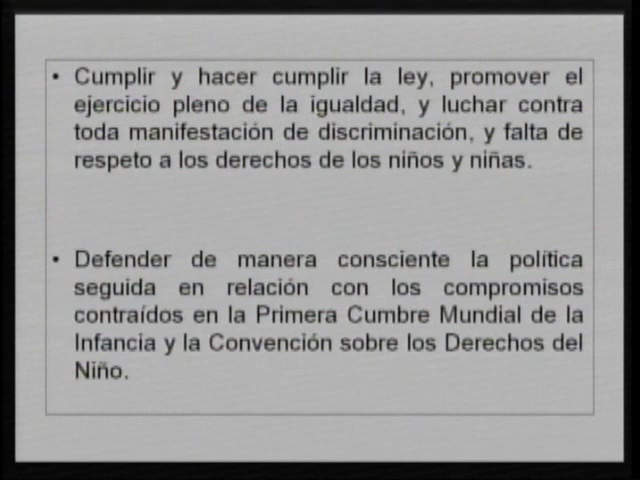 • Cumplir y hacer cumplir la ley, promover el
ejercicio pleno de la igualdad, y luchar contra
toda manifestación de discriminación, y falta de
respeto a los derechos de los niños y niñas.
• Defender de manera consciente la política
seguida en relación con los compromisos
contraídos en la Primera Cumbre Mundial de la
Infancia y la Convención sobre los Derechos del
Niño.